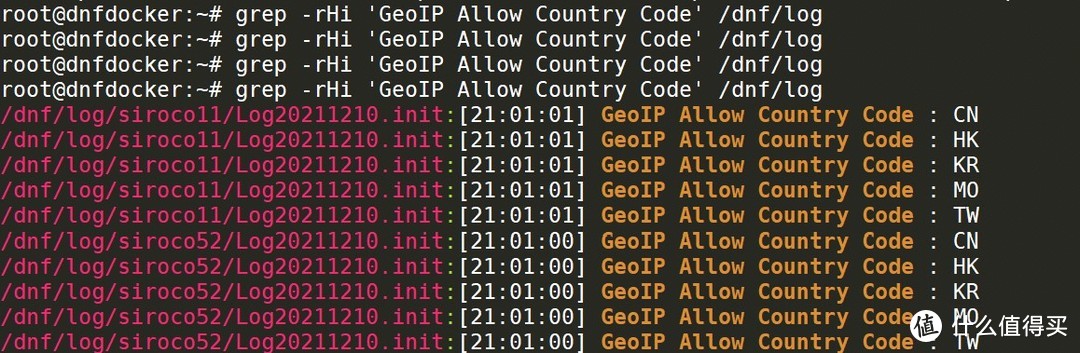 root@dnfdocker:~# grep -rHi 'GeoIP Allow Country Code' /dnf/log
root@dnfdocker:~# grep -rHi 'GeoIP Allow Country Code' /dnf/log
root@dnfdocker:~# grep -rHi 'GeoIP Allow Country Code' /dnf/log
root@dnfdocker:~# grep -rHi 'GeoIP Allow Country Code' /dnf/log
/dnf/log/siroco11/Log20211210.init:[21:01:01] GeoIP Allow Country Code : CN
/dnf/log/siroco11/Log20211210.init:[21:01:01] GeoIP Allow Country Code : HK
/dnf/log/siroco11/Log20211210.init:[21:01:01] GeoIP Allow Country Code : KR
/dnf/log/siroco11/Log20211210.init:[21:01:01] GeoIP Allow Country Code : MO
/dnf/log/siroco11/Log20211210.init:[21:01:01] GeoIP Allow Country Code : TW
/dnf/log/siroco52/Log20211210.init:[21:01:00] GeoIP Allow Country Code : CN
/dnf/log/siroco52/Log20211210.init:[21:01:00] GeoIP Allow Country Code : HK
/dnf/log/siroco52/Log20211210.init:[21:01:00] GeoIP Allow Country Code : KR
/dnf/log/siroco52/Log20211210.init:[21:01:00] GeoIP Allow Country Code : MO
/dnf/log/siroco52/Log20211210.init:[21:01:00] GeoIP Allow Country Code : TW
值 什么值得买